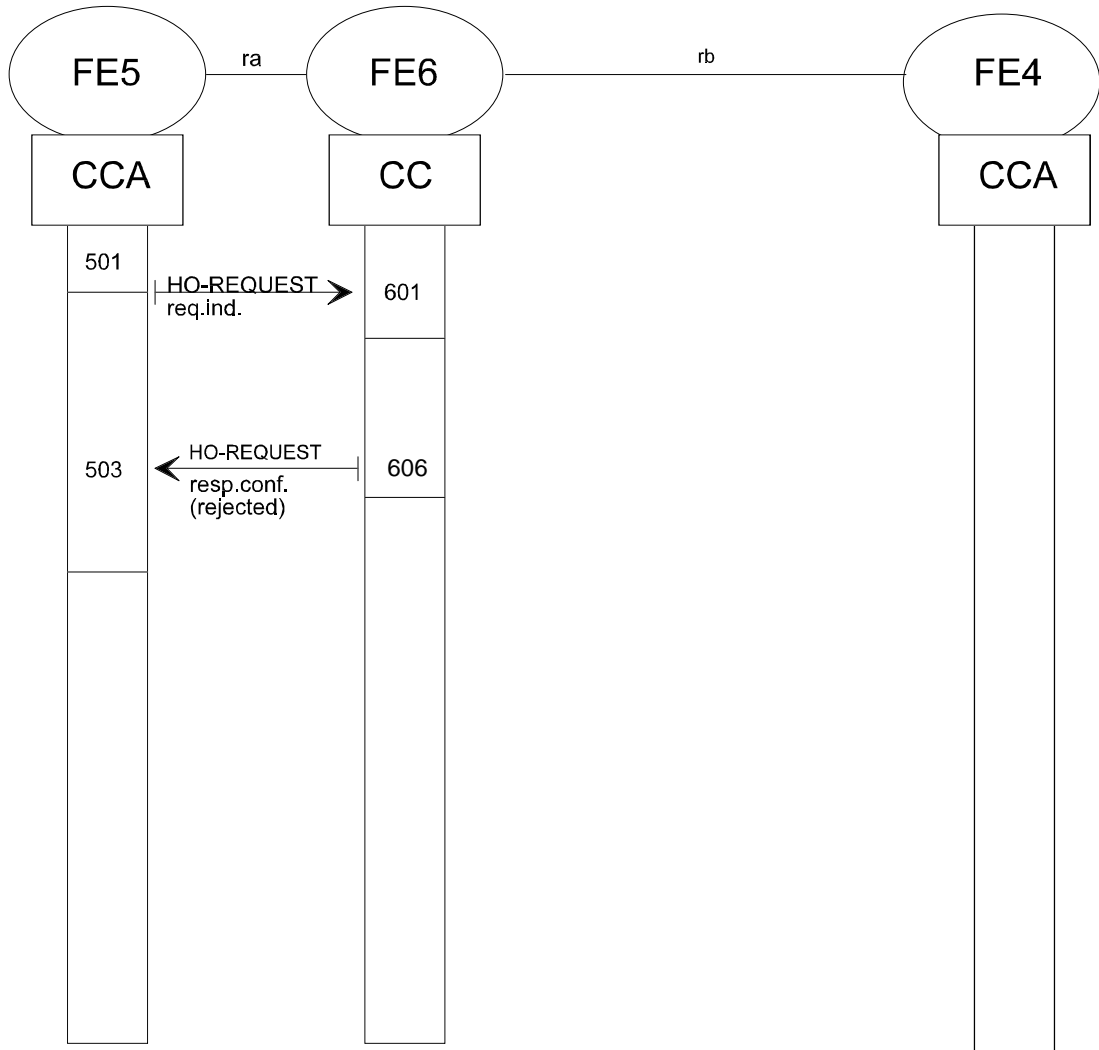 FE5
ra
FE6
rb
FE4
CCA
CC
CCA
501
HO-REQUEST
req.ind.
601
503
HO-REQUEST
resp.conf.
(rejected)
606